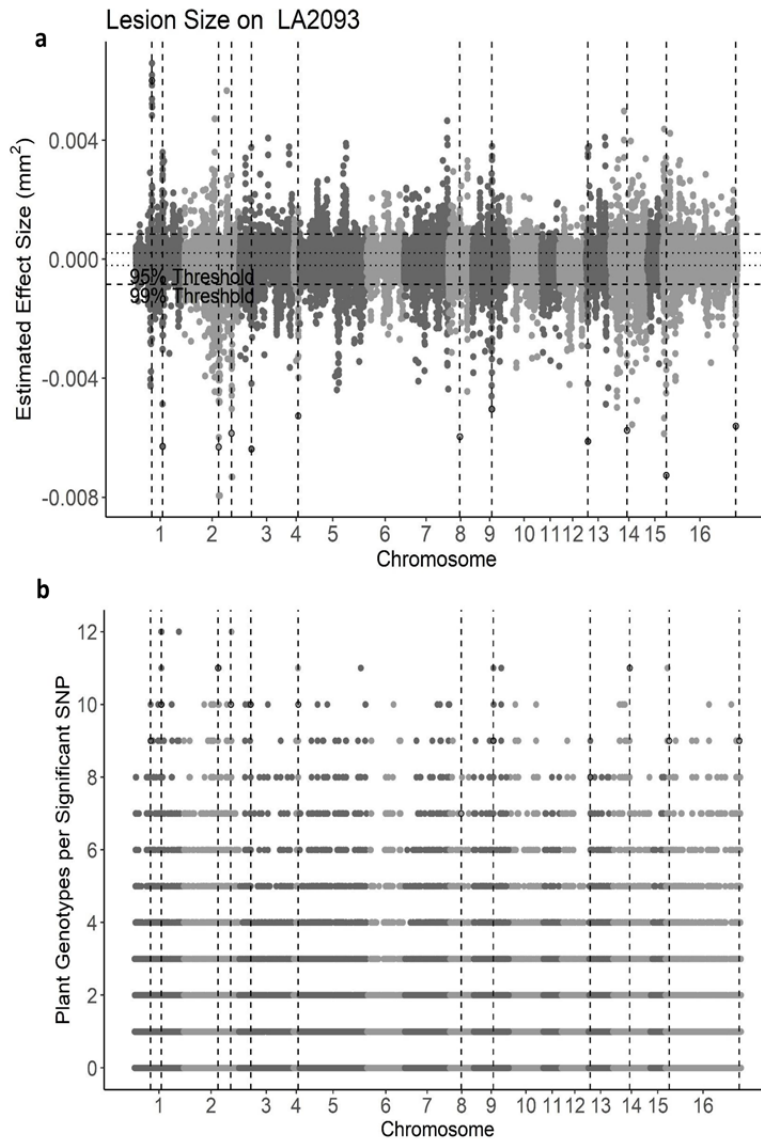 Lesion Size on LA2093
a
Estimated Effect Size (mm²)
0.004
0.000
-0.004
-0.008
95% Threshold
99% Threshold
1 2 3 4 5 6 7 8 9 10 11 12 13 14 15 16
Chromosome
b
Plant Genotypes per Significant SNP
12
10
8
6
4
2
0
1 2 3 4 5 6 7 8 9 10 11 12 13 14 15 16
Chromosome